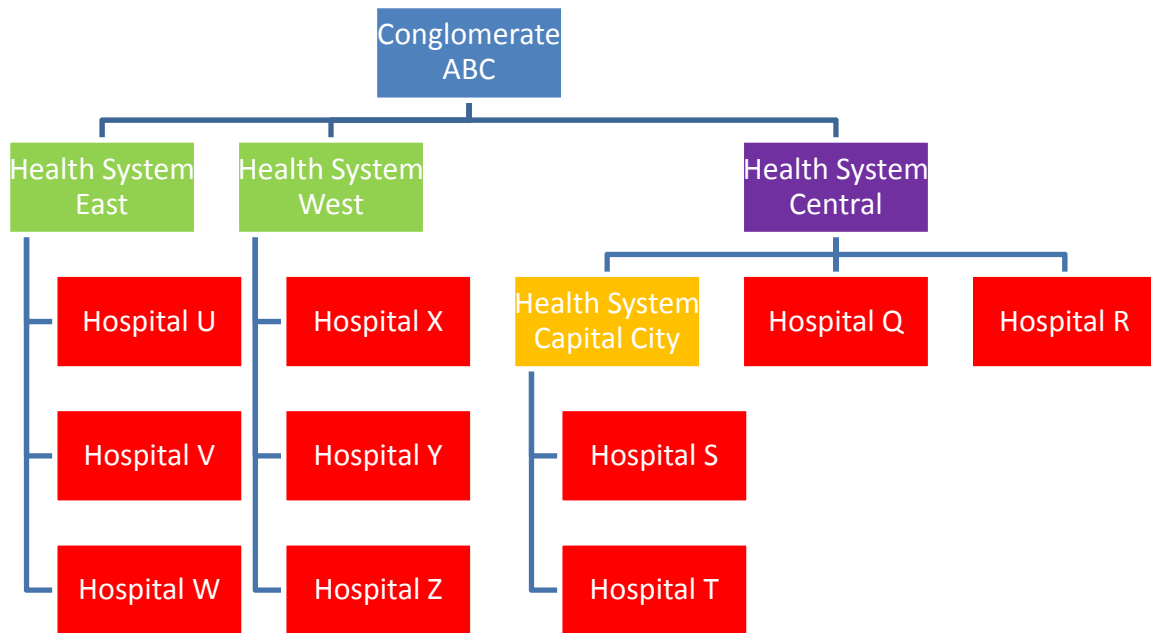 Conglomerate
ABC
Health System
East
Health System
West
Health System
Central
Hospital U
Hospital X
Health System
Capital City
Hospital Q
Hospital R
Hospital V
Hospital Y
Hospital S
Hospital W
Hospital Z
Hospital T